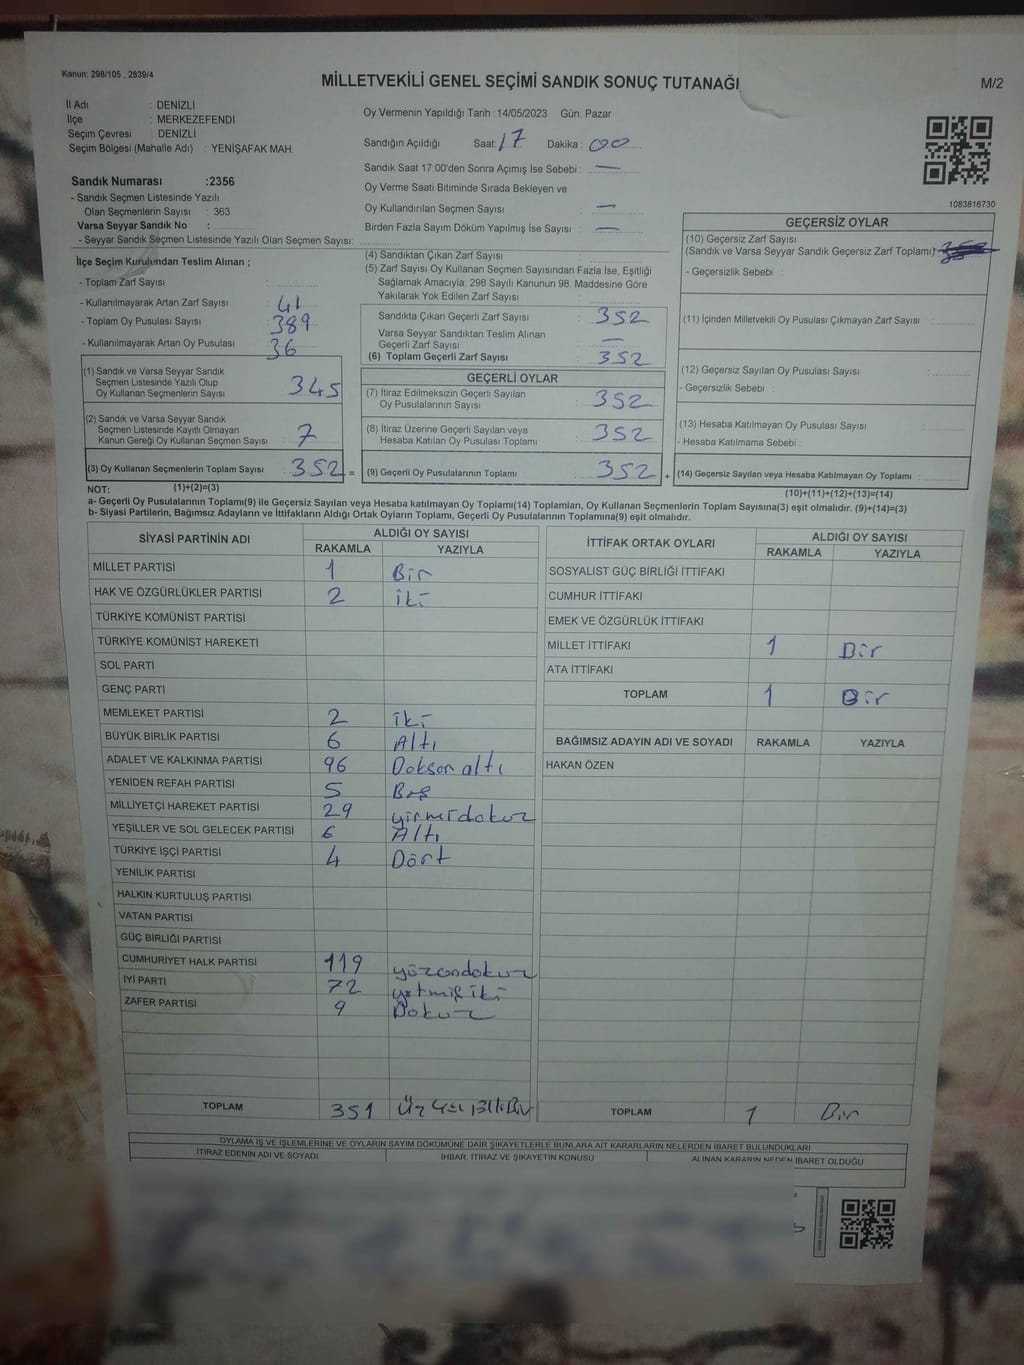 Kanun: 298/105 , 2839/4
MİLLETVEKİLİ GENEL SEÇİMİ SANDIK SONUÇ TUTANAĞI
M/2
İl Adı : DENİZLİ
İlçe : MERKEZEFENDİ
Seçim Çevresi : DENİZLİ
Seçim Bölgesi (Mahalle Adı) : YENİŞAFAK MAH.
Sandık Numarası :2356
- Sandık Seçmen Listesinde Yazılı
Olan Seçmenlerin Sayısı : 363
Varsa Seyyar Sandık No :
- Seyyar Sandık Seçmen Listesinde Yazılı Olan Seçmen Sayısı:
Oy Vermenin Yapıldığı Tarih :14/05/2023 Gün: Pazar
Sandığın Açıldığı Saat 17 Dakika : 00
Sandık Saat 17:00'den Sonra Açımış İse Sebebi : —
Oy Verme Saati Bitiminde Sırada Bekleyen ve
Oy Kullandırılan Seçmen Sayısı : —
Birden Fazla Sayım Döküm Yapılmış İse Sayısı : —
1083816730
İlçe Seçim Kurulundan Teslim Alınan ;
- Toplam Zarf Sayısı :
- Kullanılmayarak Artan Zarf Sayısı : 41
- Toplam Oy Pusulası Sayısı : 389
- Kullanılmayarak Artan Oy Pusulası : 36
(1) Sandık ve Varsa Seyyar Sandık
Seçmen Listesinde Yazılı Olup
Oy Kullanan Seçmenlerin Sayısı : 345
(2) Sandık ve Varsa Seyyar Sandık
Seçmen Listesinde Kayıtlı Olmayan
Kanun Gereği Oy Kullanan Seçmen Sayısı : 7
(3) Oy Kullanan Seçmenlerin Toplam Sayısı : 352 =
(1)+(2)=(3)
(4) Sandıktan Çıkan Zarf Sayısı :
(5) Zarf Sayısı Oy Kullanan Seçmen Sayısından Fazla İse, Eşitliği
Sağlamak Amacıyla; 298 Sayılı Kanunun 98. Maddesine Göre
Yakılarak Yok Edilen Zarf Sayısı :
Sandıkta Çıkan Geçerli Zarf Sayısı : 352
Varsa Seyyar Sandıktan Teslim Alınan
Geçerli Zarf Sayısı : —
(6) Toplam Geçerli Zarf Sayısı : 352
GEÇERLİ OYLAR
(7) İtiraz Edilmeksizin Geçerli Sayılan
Oy Pusulalarının Sayısı : 352
(8) İtiraz Üzerine Geçerli Sayılan veya
Hesaba Katılan Oy Pusulası Toplamı : 352
(9) Geçerli Oy Pusulalarının Toplamı : 352 +
GEÇERSİZ OYLAR
(10) Geçersiz Zarf Sayısı
(Sandık ve Varsa Seyyar Sandık Geçersiz Zarf Toplamı) :
- Geçersizlik Sebebi :
(11) İçinden Milletvekili Oy Pusulası Çıkmayan Zarf Sayısı :
(12) Geçersiz Sayılan Oy Pusulası Sayısı :
- Geçersizlik Sebebi :
(13) Hesaba Katılmayan Oy Pusulası Sayısı :
- Hesaba Katılmama Sebebi :
(14) Geçersiz Sayılan veya Hesaba Katılmayan Oy Toplamı :
(10)+(11)+(12)+(13)=(14)
NOT:
a- Geçerli Oy Pusulalarının Toplamı(9) ile Geçersiz Sayılan veya Hesaba katılmayan Oy Toplamı(14) Toplamları, Oy Kullanan Seçmenlerin Toplam Sayısına(3) eşit olmalıdır. (9)+(14)=(3)
b- Siyasi Partilerin, Bağımsız Adayların ve İttifakların Aldığı Ortak Oyların Toplamı, Geçerli Oy Pusulalarının Toplamına(9) eşit olmalıdır.
SİYASİ PARTİNİN ADI ALDIĞI OY SAYISI
RAKAMLA YAZIYLA
MİLLET PARTİSİ 1 Bir
HAK VE ÖZGÜRLÜKLER PARTİSİ 2 iki
TÜRKİYE KOMÜNİST PARTİSİ
TÜRKİYE KOMÜNİST HAREKETİ
SOL PARTİ
GENÇ PARTİ
MEMLEKET PARTİSİ 2 iki
BÜYÜK BİRLİK PARTİSİ 6 Altı
ADALET VE KALKINMA PARTİSİ 96 Doksan altı
YENİDEN REFAH PARTİSİ 5 Beş
MİLLİYETÇİ HAREKET PARTİSİ 29 yirmidokuz
YEŞİLLER VE SOL GELECEK PARTİSİ 6 Altı
TÜRKİYE İŞÇİ PARTİSİ 4 Dört
YENİLİK PARTİSİ
HALKIN KURTULUŞ PARTİSİ
VATAN PARTİSİ
GÜÇ BİRLİĞİ PARTİSİ
CUMHURİYET HALK PARTİSİ 119 yüzondokuz
İYİ PARTİ 72 yetmiş iki
ZAFER PARTİSİ 9 Dokuz
TOPLAM 351
İTTİFAK ORTAK OYLARI ALDIĞI OY SAYISI
RAKAMLA YAZIYLA
SOSYALİST GÜÇ BİRLİĞİ İTTİFAKI
CUMHUR İTTİFAKI
EMEK VE ÖZGÜRLÜK İTTİFAKI
MİLLET İTTİFAKI 1 Bir
ATA İTTİFAKI
TOPLAM 1 Bir
BAĞIMSIZ ADAYIN ADI VE SOYADI RAKAMLA YAZIYLA
HAKAN ÖZEN
TOPLAM 1 Bir
OYLAMA İŞ VE İŞLEMLERİNE VE OYLARIN SAYIM DÖKÜMÜNE DAİR ŞİKAYETLERLE BUNLARA AİT KARARLARIN NELERDEN İBARET BULUNDUKLARI
İTİRAZ EDENİN ADI VE SOYADI İHBAR, İTİRAZ VE ŞİKAYETİN KONUSU ALINAN KARARIN NEDEN İBARET OLDUĞU